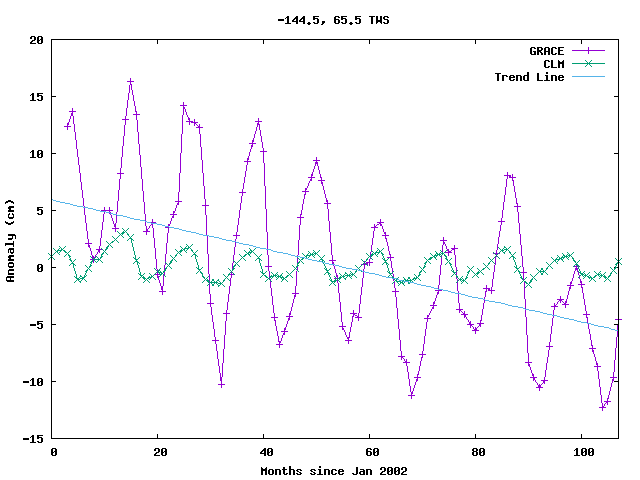 -144.5, 65.5 TWS
GRACE
CLM
Trend Line
Anomaly (cm)
20
15
10
5
0
-5
-10
-15
0 20 40 60 80 100
Months since Jan 2002